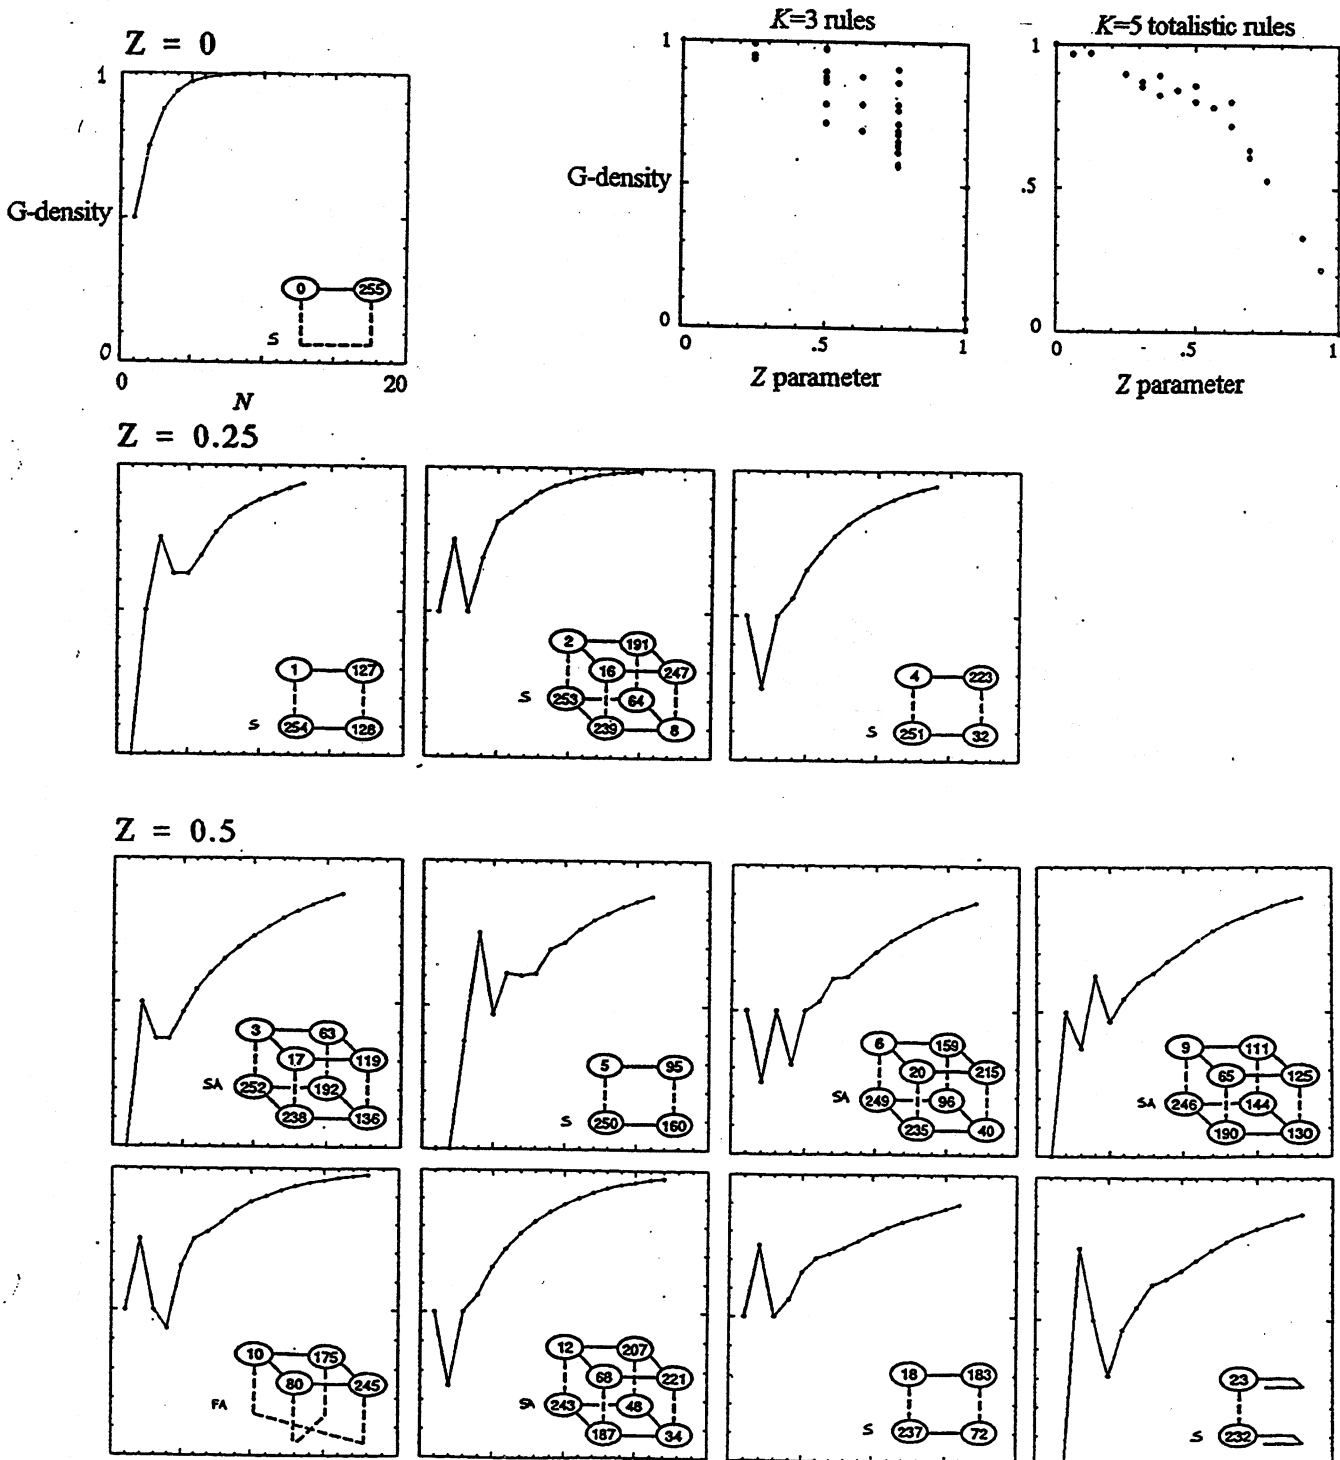 Z = 0
1
G-density
0
0
20
N
0 255
S
K=3 rules
1
G-density
0
0
.5
1
Z parameter
K=5 totalistic rules
1
.5
0
0
.5
1
Z parameter
Z = 0.25
1 127
S 254 128
2 191
16 247
S 253 64
239 8
4 223
S 251 32
Z = 0.5
3 63
17 119
SA 252 192
238 136
5 95
S 250 160
6 159
20 215
SA 249 96
235 40
9 111
65 125
SA 246 144
190 130
10 175
80 245
FA
12 207
68 221
SA 243 48
187 34
18 183
S 237 72
23
S 232